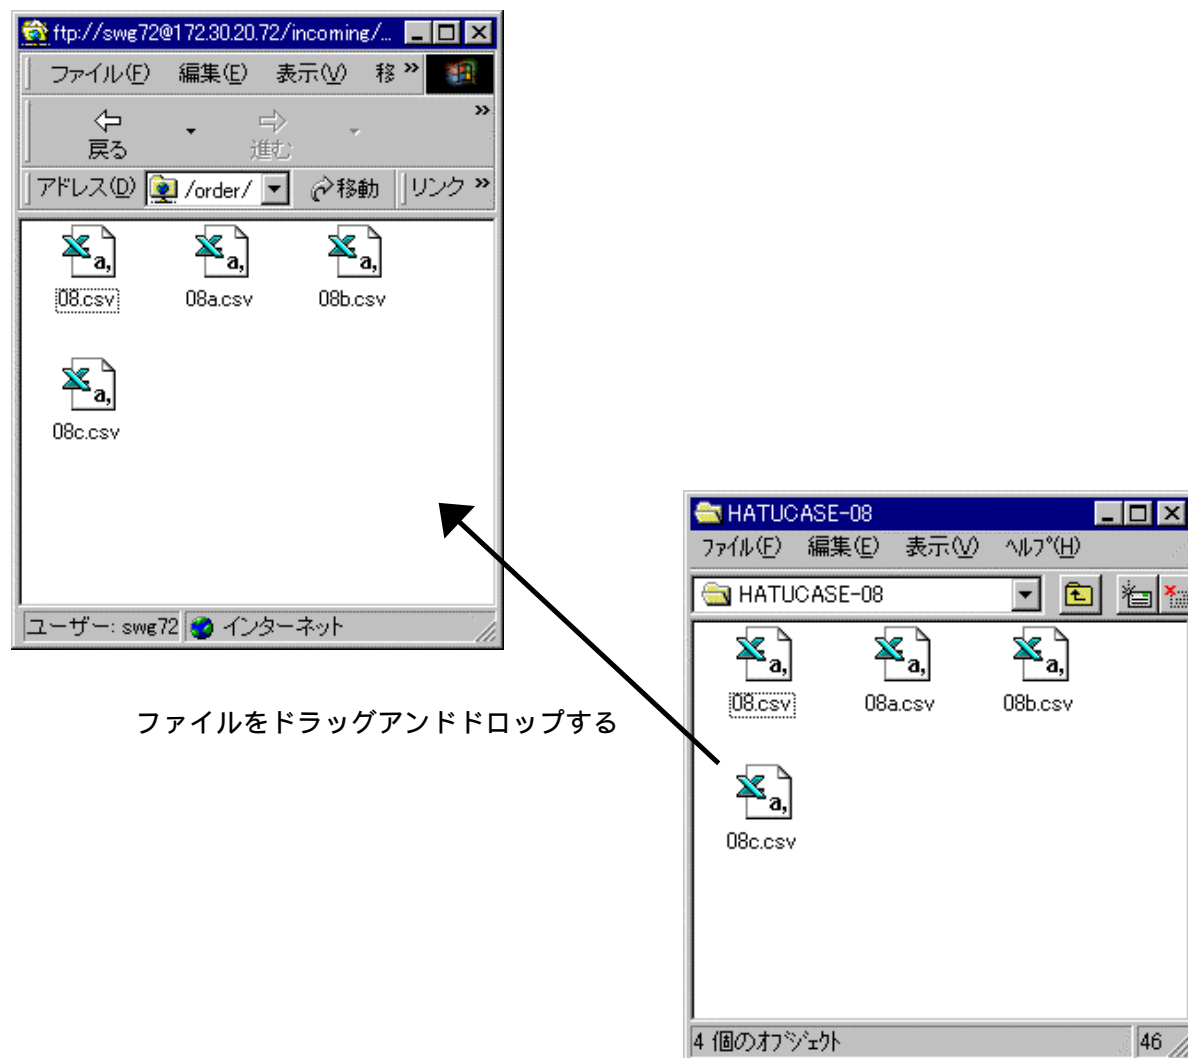 ftp://swg72@172.30.20.72/incoming/...
ファイル(F) 編集(E) 表示(V) 移 »
»
戻る 進む
アドレス(D) /order/ 移動 リンク »
08.csv 08a.csv 08b.csv
08c.csv
ユーザー: swg72 インターネット
ファイルをドラッグアンドドロップする
HATUCASE-08
ファイル(F) 編集(E) 表示(V) ヘルプ(H)
HATUCASE-08
08.csv 08a.csv 08b.csv
08c.csv
4 個のオブジェクト 46